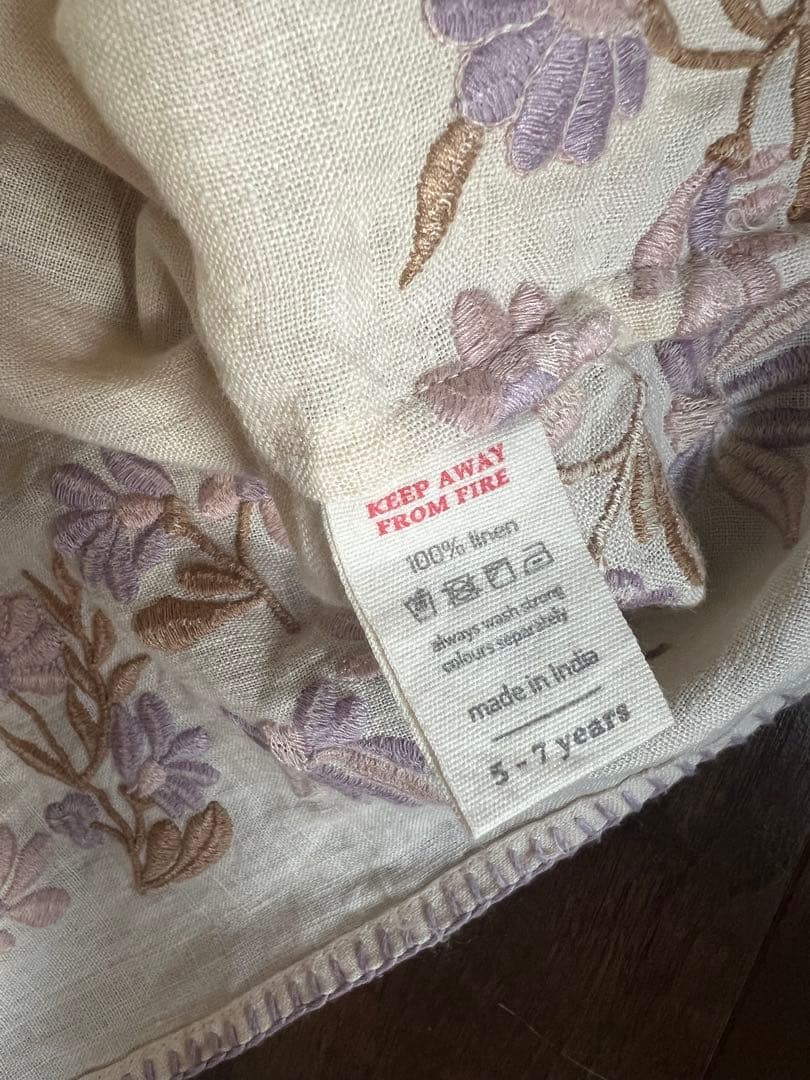 KEEP AWAY
FROM FIRE
100% linen
always wash strong
colours separately
made in India
5 - 7 years